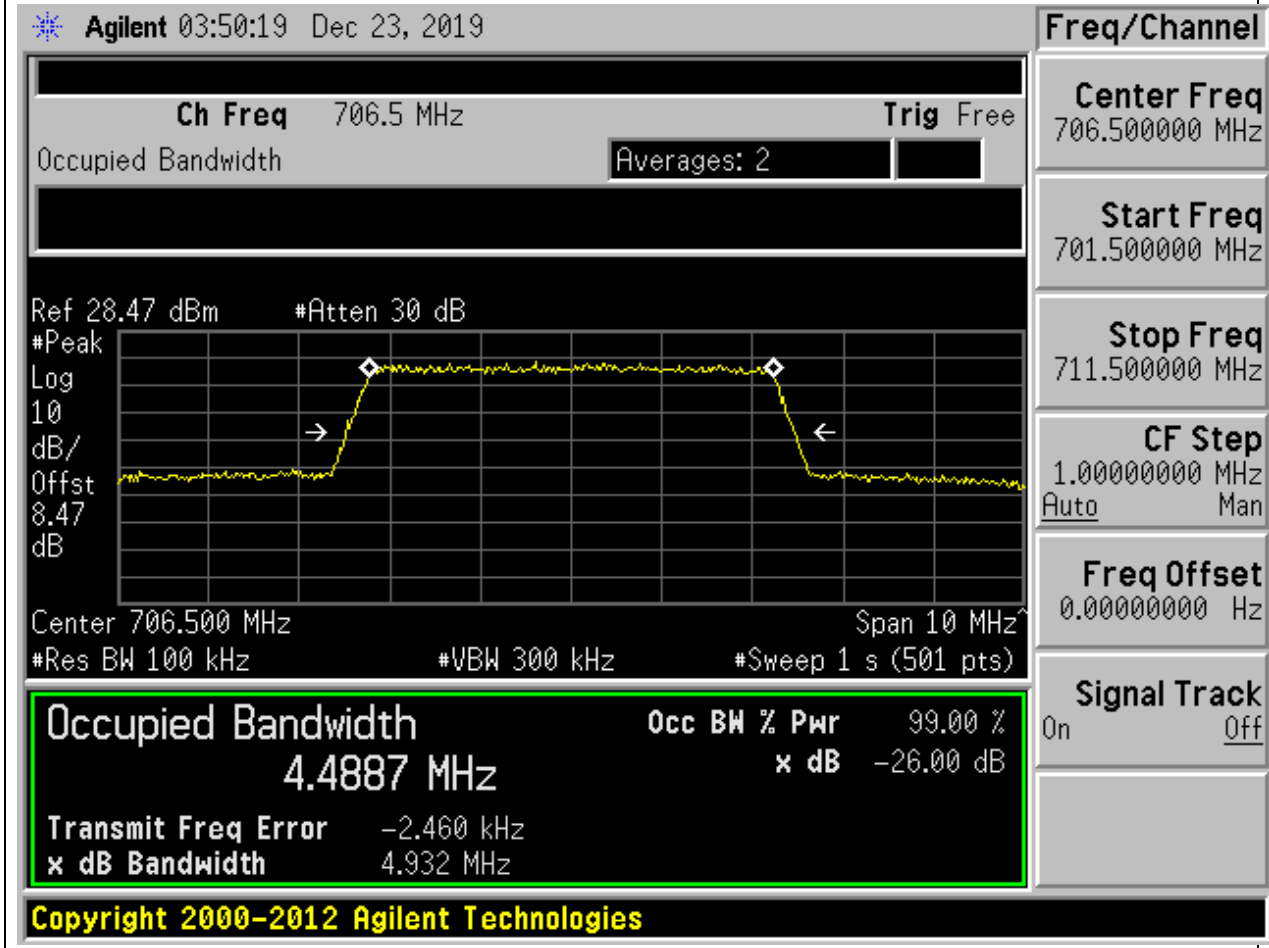 Agilent 03:50:19 Dec 23, 2019
Freq/Channel
Ch Freq 706.5 MHz Trig Free
Occupied Bandwidth Averages: 2
Ref 28.47 dBm #Atten 30 dB
#Peak
Log
10
dB/
Offst
8.47
dB
Center 706.500 MHz Span 10 MHz^
#Res BW 100 kHz #VBW 300 kHz #Sweep 1 s (501 pts)
Occupied Bandwidth Occ BW % Pwr 99.00 %
4.4887 MHz x dB -26.00 dB
Transmit Freq Error -2.460 kHz
x dB Bandwidth 4.932 MHz
Center Freq
706.500000 MHz
Start Freq
701.500000 MHz
Stop Freq
711.500000 MHz
CF Step
1.00000000 MHz
Auto Man
Freq Offset
0.00000000 Hz
Signal Track
On Off
Copyright 2000-2012 Agilent Technologies